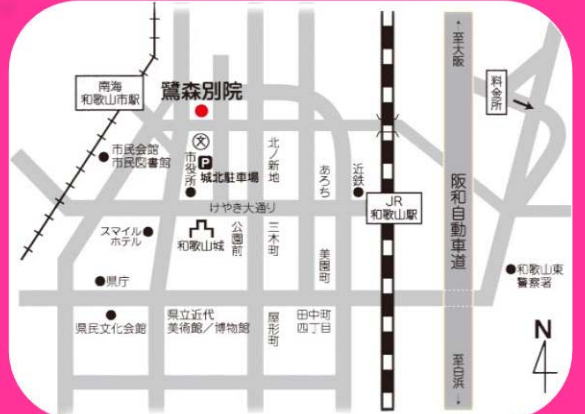 ↑至大阪
料金所
南海
和歌山市駅
鷺森別院
文
市民会館
市民図書館
P
城北駐車場
市役所
北ノ新地
あろち
近鉄
JR
和歌山駅
阪和自動車道
けやき大通り
スマイル
ホテル
和歌山城
公園前
三木町
美園町
和歌山東
警察署
県庁
県民文化会館
県立近代
美術館/博物館
屋形町
田中町
四丁目
N
至白浜↓